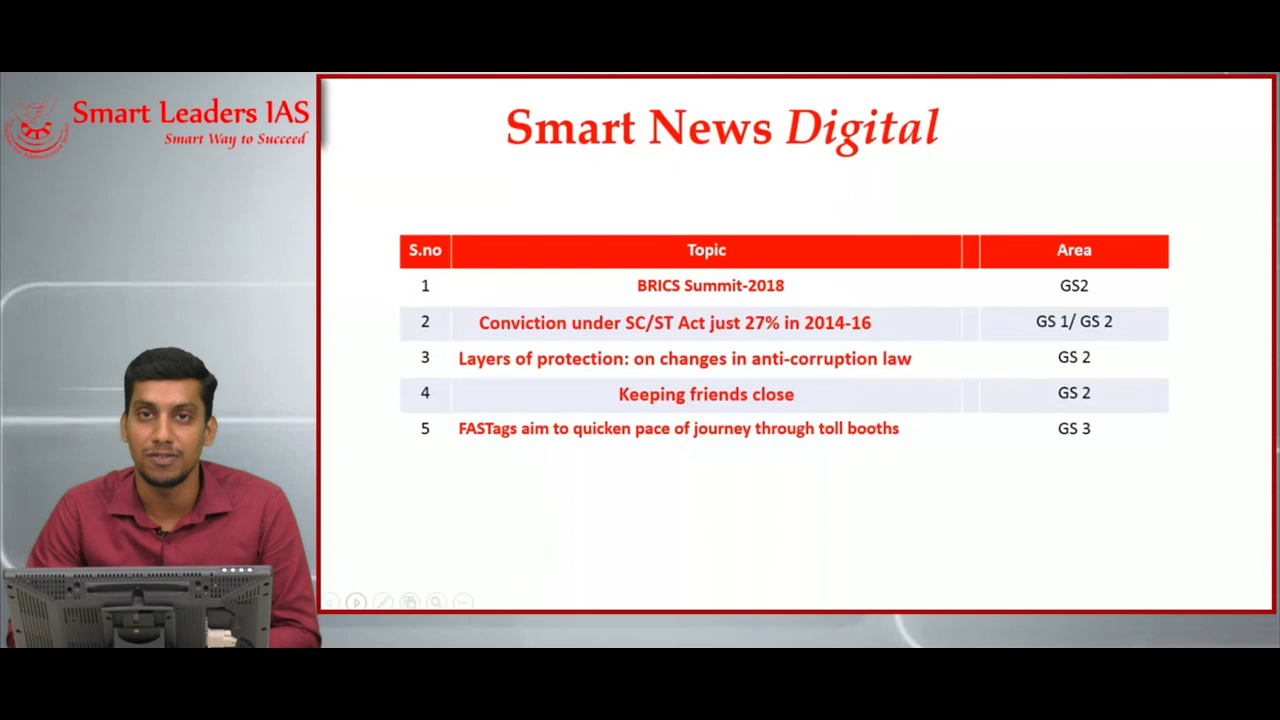 Smart Leaders IAS
Smart Way to Succeed
Smart News Digital
S.no Topic Area
1 BRICS Summit-2018 GS2
2 Conviction under SC/ST Act just 27% in 2014-16 GS 1/ GS 2
3 Layers of protection: on changes in anti-corruption law GS 2
4 Keeping friends close GS 2
5 FASTags aim to quicken pace of journey through toll booths GS 3